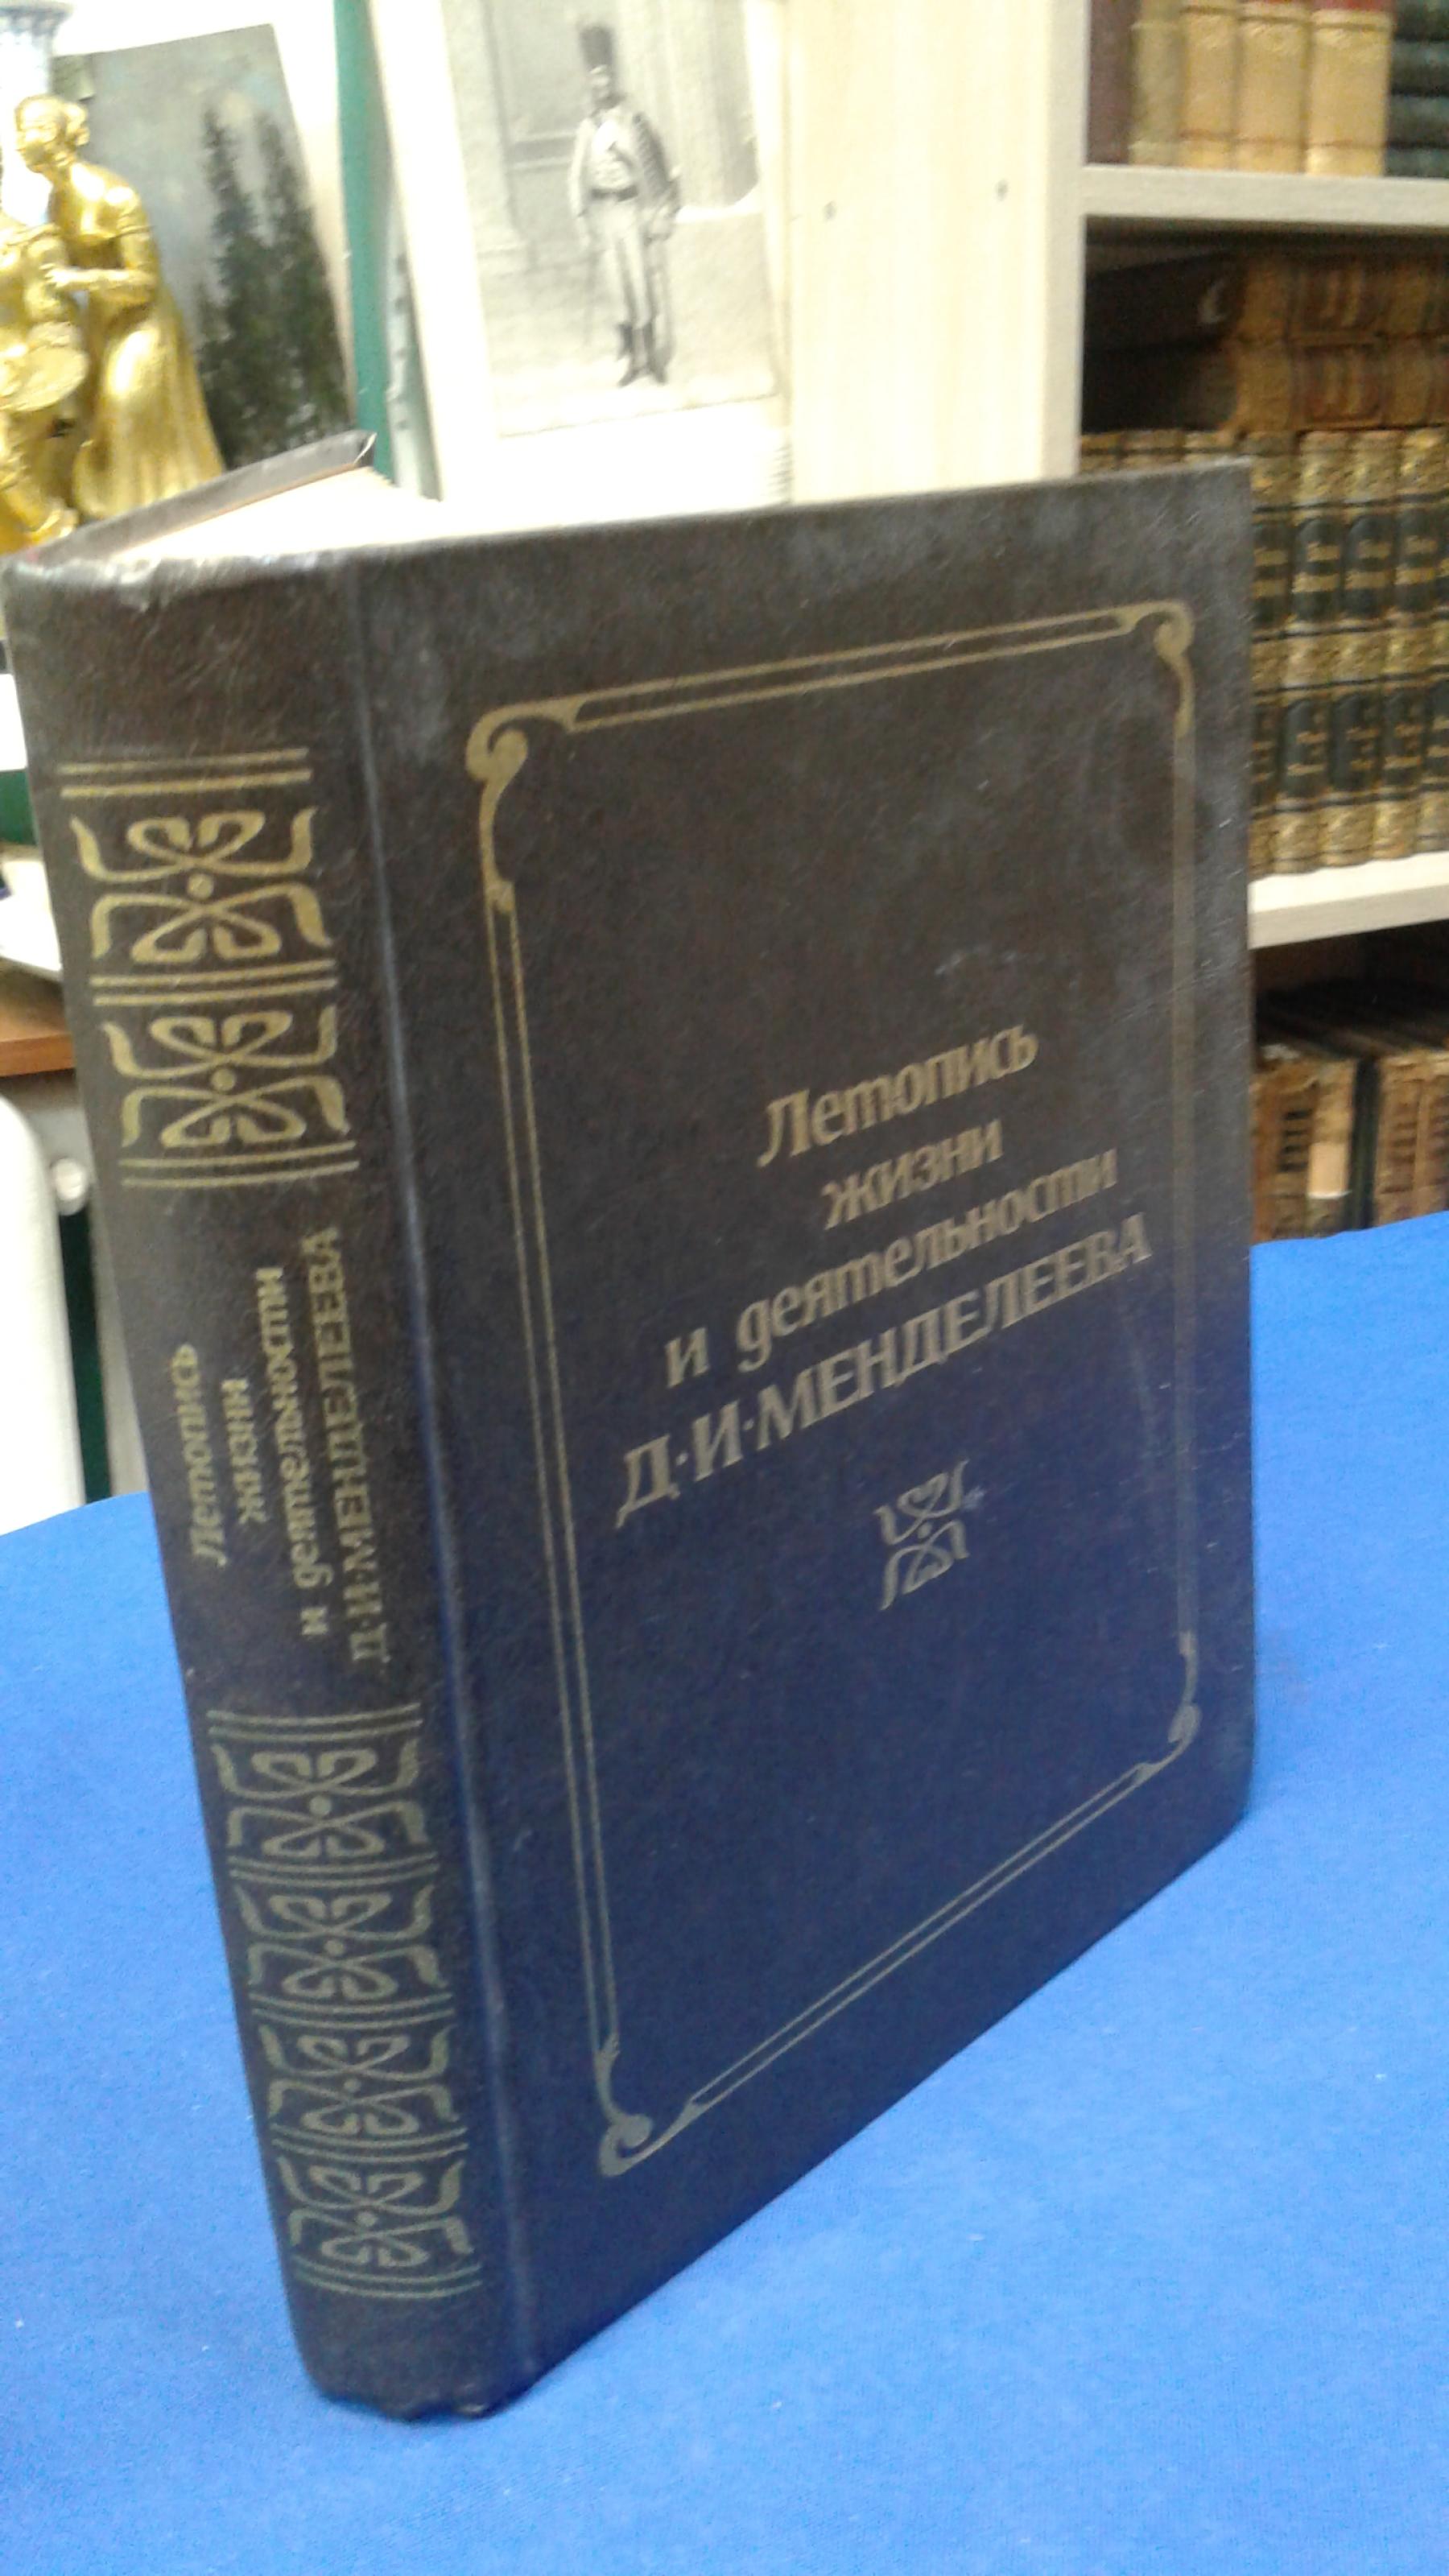 Летопись
жизни
и деятельности
Д·И·МЕНДЕЛЕЕВА
Летопись
жизни
и деятельности
Д·И·МЕНДЕЛЕЕВА